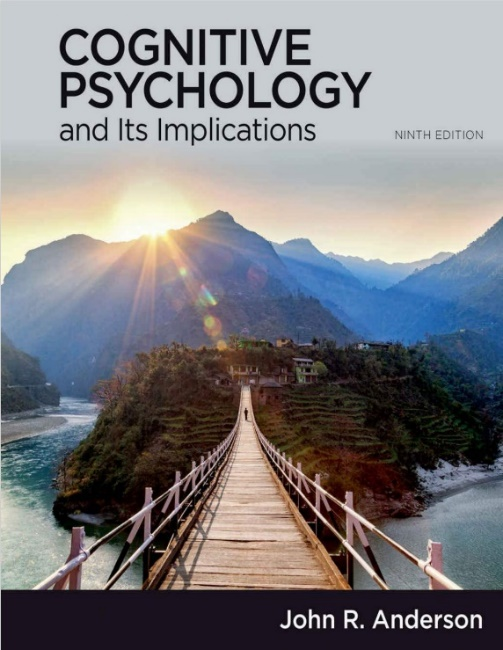 COGNITIVE
PSYCHOLOGY
and Its Implications
NINTH EDITION
John R. Anderson